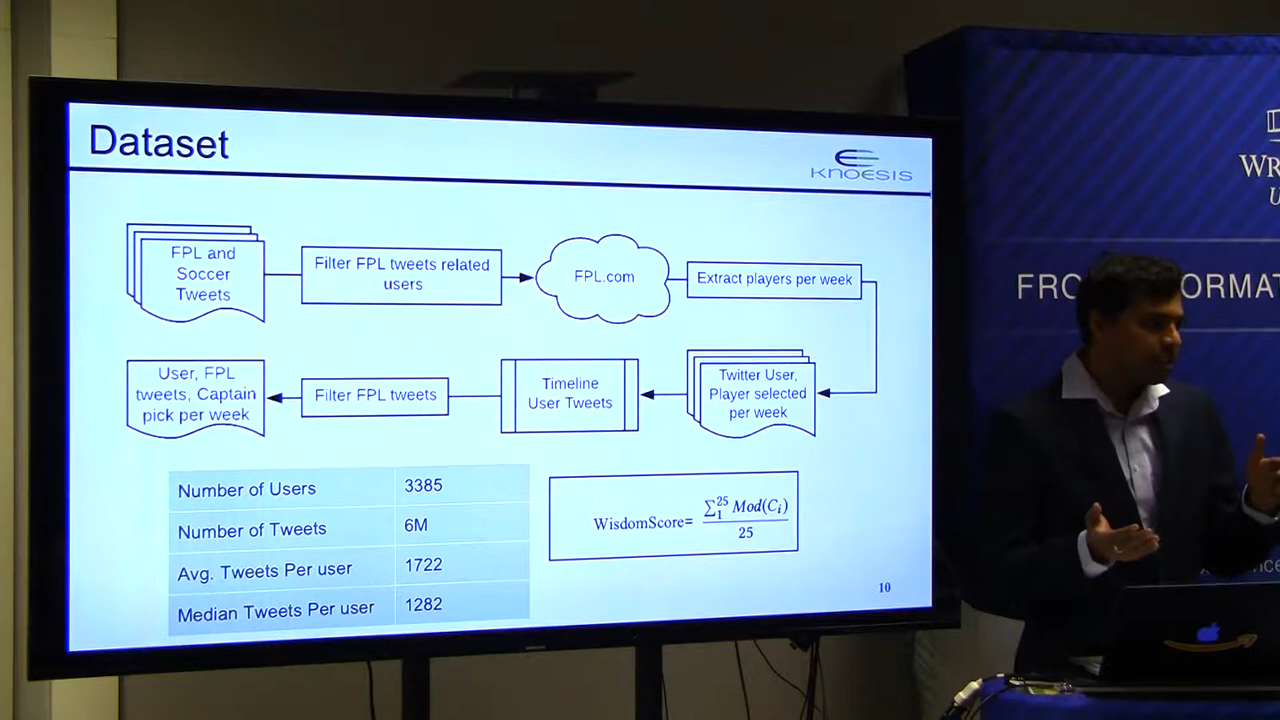 Dataset
KNOESIS
FPL and
Soccer
Tweets
Filter FPL tweets related
users
FPL.com
Extract players per week
User, FPL
tweets, Captain
pick per week
Filter FPL tweets
Timeline
User Tweets
Twitter User,
Player selected
per week
Number of Users 3385
Number of Tweets 6M
Avg. Tweets Per user 1722
Median Tweets Per user 1282
WisdomScore= ∑₁²⁵ Mod(Cᵢ) / 25
10